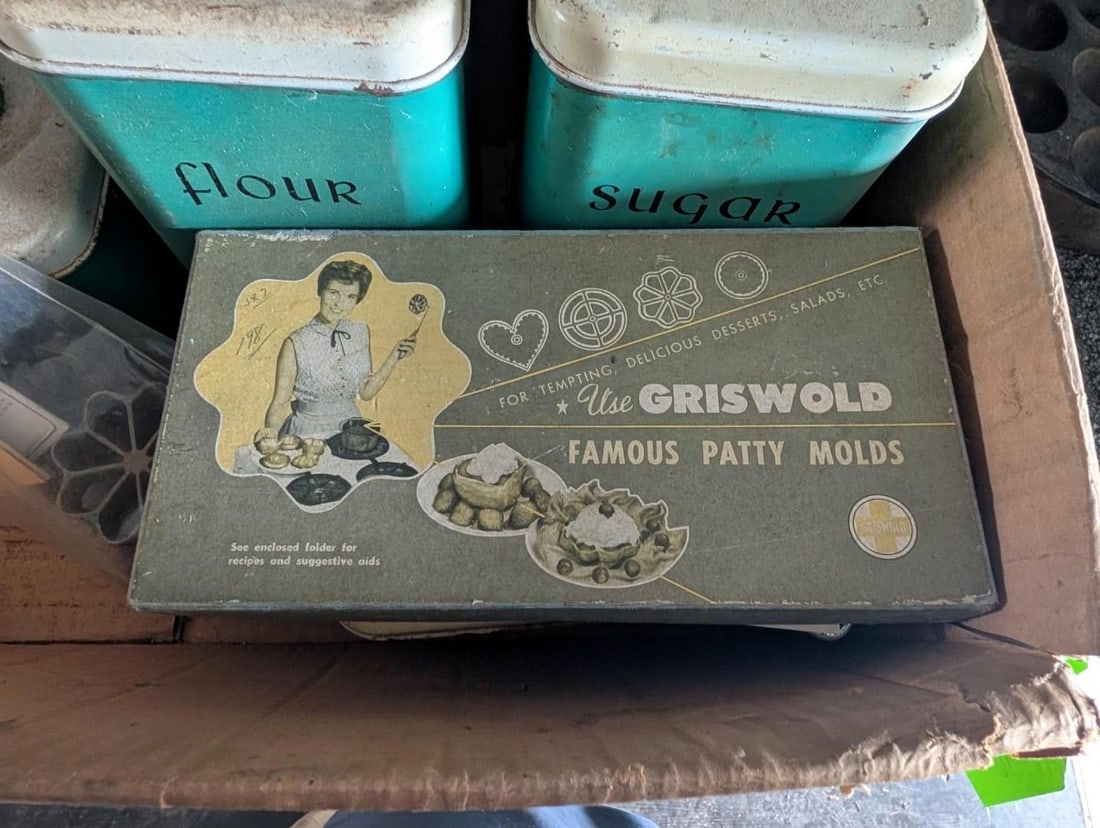 flour
sugar
FOR TEMPTING, DELICIOUS DESSERTS, SALADS, ETC
Use GRISWOLD
FAMOUS PATTY MOLDS
GRISWOLD
See enclosed folder for
recipes and suggestive aids